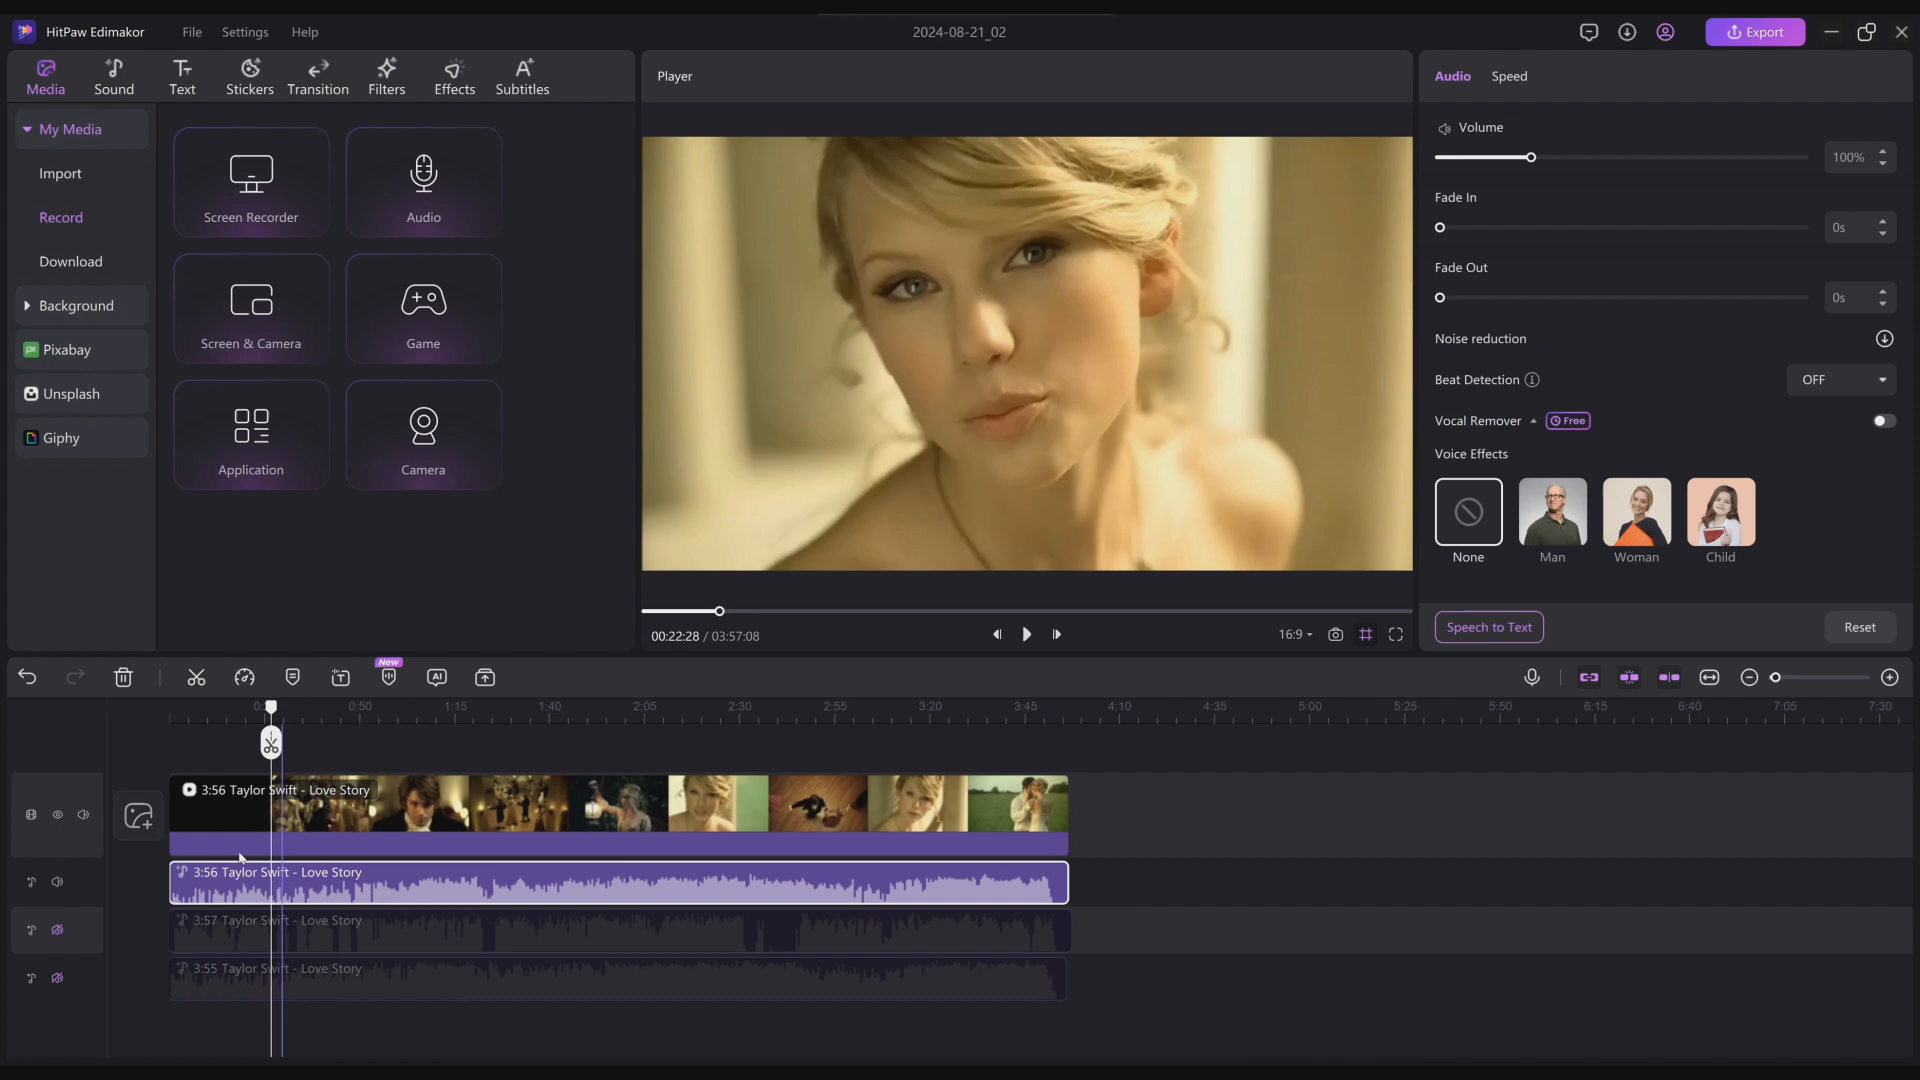 HitPaw Edimakor
File
Settings
Help
2024-08-21_02
Export
Media
Sound
Text
Stickers
Transition
Filters
Effects
Subtitles
My Media
Import
Record
Download
Background
Pixabay
Unsplash
Giphy
Screen Recorder
Audio
Screen & Camera
Game
Application
Camera
Player
00:22:28 / 03:57:08
16:9
Audio
Speed
Volume
100%
Fade In
0s
Fade Out
0s
Noise reduction
Beat Detection
OFF
Vocal Remover
Free
Voice Effects
None
Man
Woman
Child
Speech to Text
Reset
New
AI
0:50
1:15
1:40
2:05
2:30
2:55
3:20
3:45
4:10
4:35
5:00
5:25
5:50
6:15
6:40
7:05
7:30
3:56 Taylor Swift - Love Story
3:56 Taylor Swift - Love Story
3:57 Taylor Swift - Love Story
3:55 Taylor Swift - Love Story